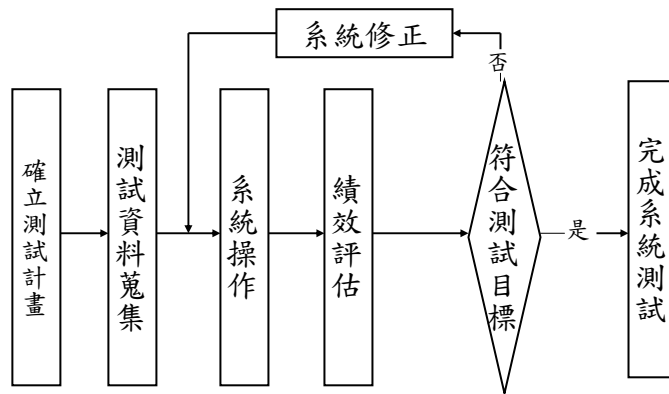 系統修正
否
確立測試計畫
測試資料蒐集
系統操作
績效評估
符合測試目標
是
完成系統測試